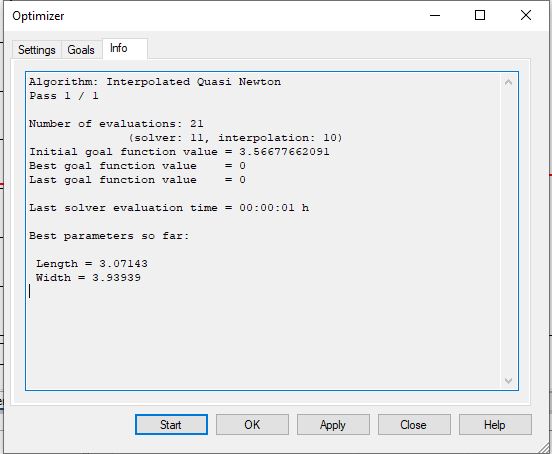 Optimizer
Settings Goals Info
Algorithm: Interpolated Quasi Newton
Pass 1 / 1
Number of evaluations: 21
(solver: 11, interpolation: 10)
Initial goal function value = 3.56677662091
Best goal function value = 0
Last goal function value = 0
Last solver evaluation time = 00:00:01 h
Best parameters so far:
Length = 3.07143
Width = 3.93939
Start OK Apply Close Help